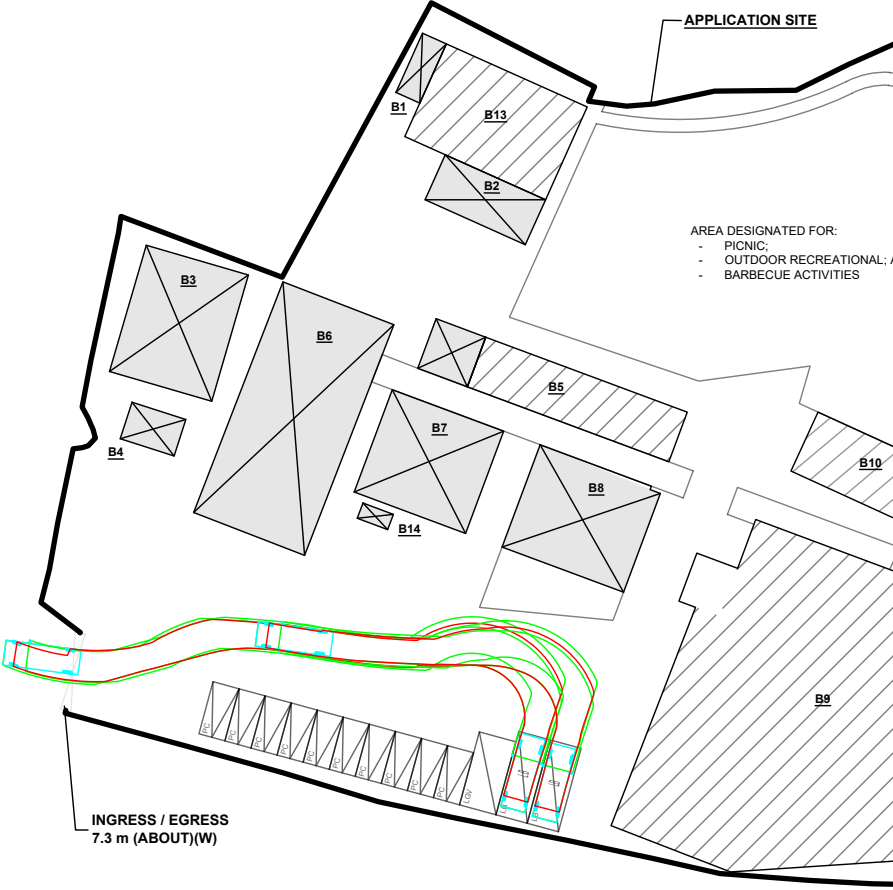 APPLICATION SITE
B1
B13
B2
AREA DESIGNATED FOR:
- PICNIC;
- OUTDOOR RECREATIONAL; A
- BARBECUE ACTIVITIES
B3
B6
B5
B4
B7
B10
B8
B14
B9
PC
PC
PC
PC
PC
PC
PC
PC
PC
PC
LGV
INGRESS / EGRESS
7.3 m (ABOUT)(W)